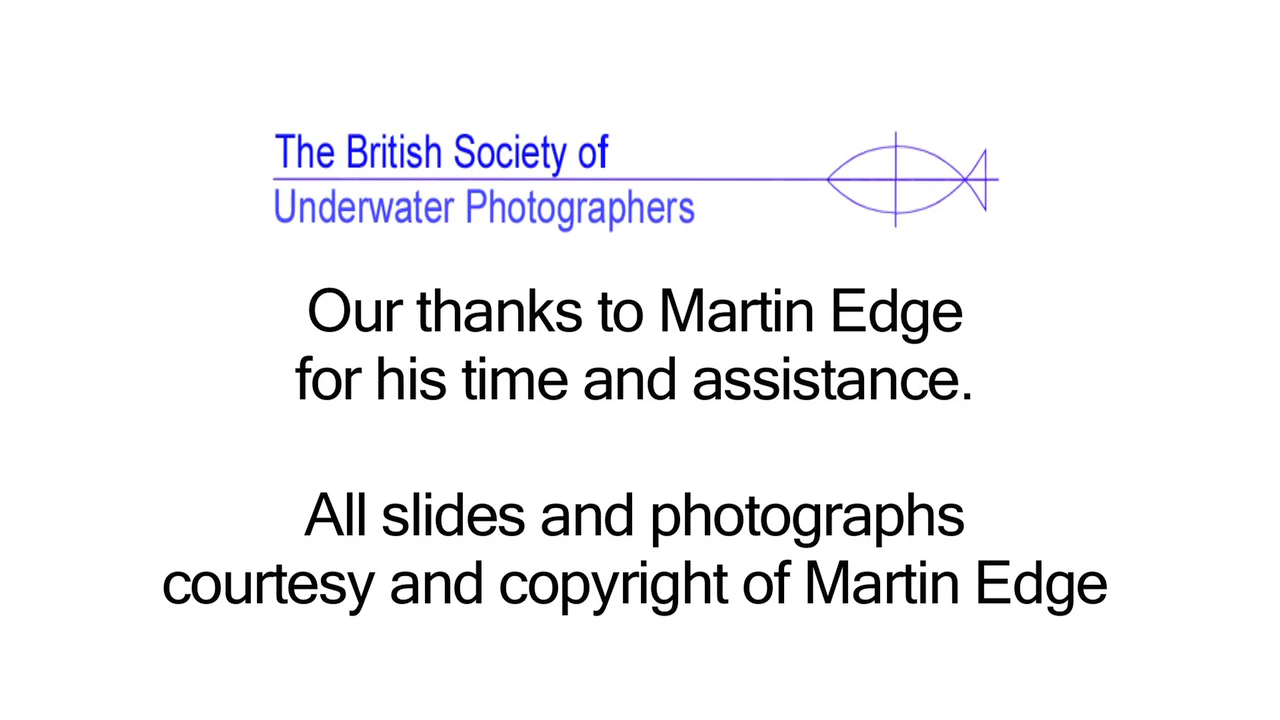 The British Society of
Underwater Photographers
Our thanks to Martin Edge
for his time and assistance.
All slides and photographs
courtesy and copyright of Martin Edge